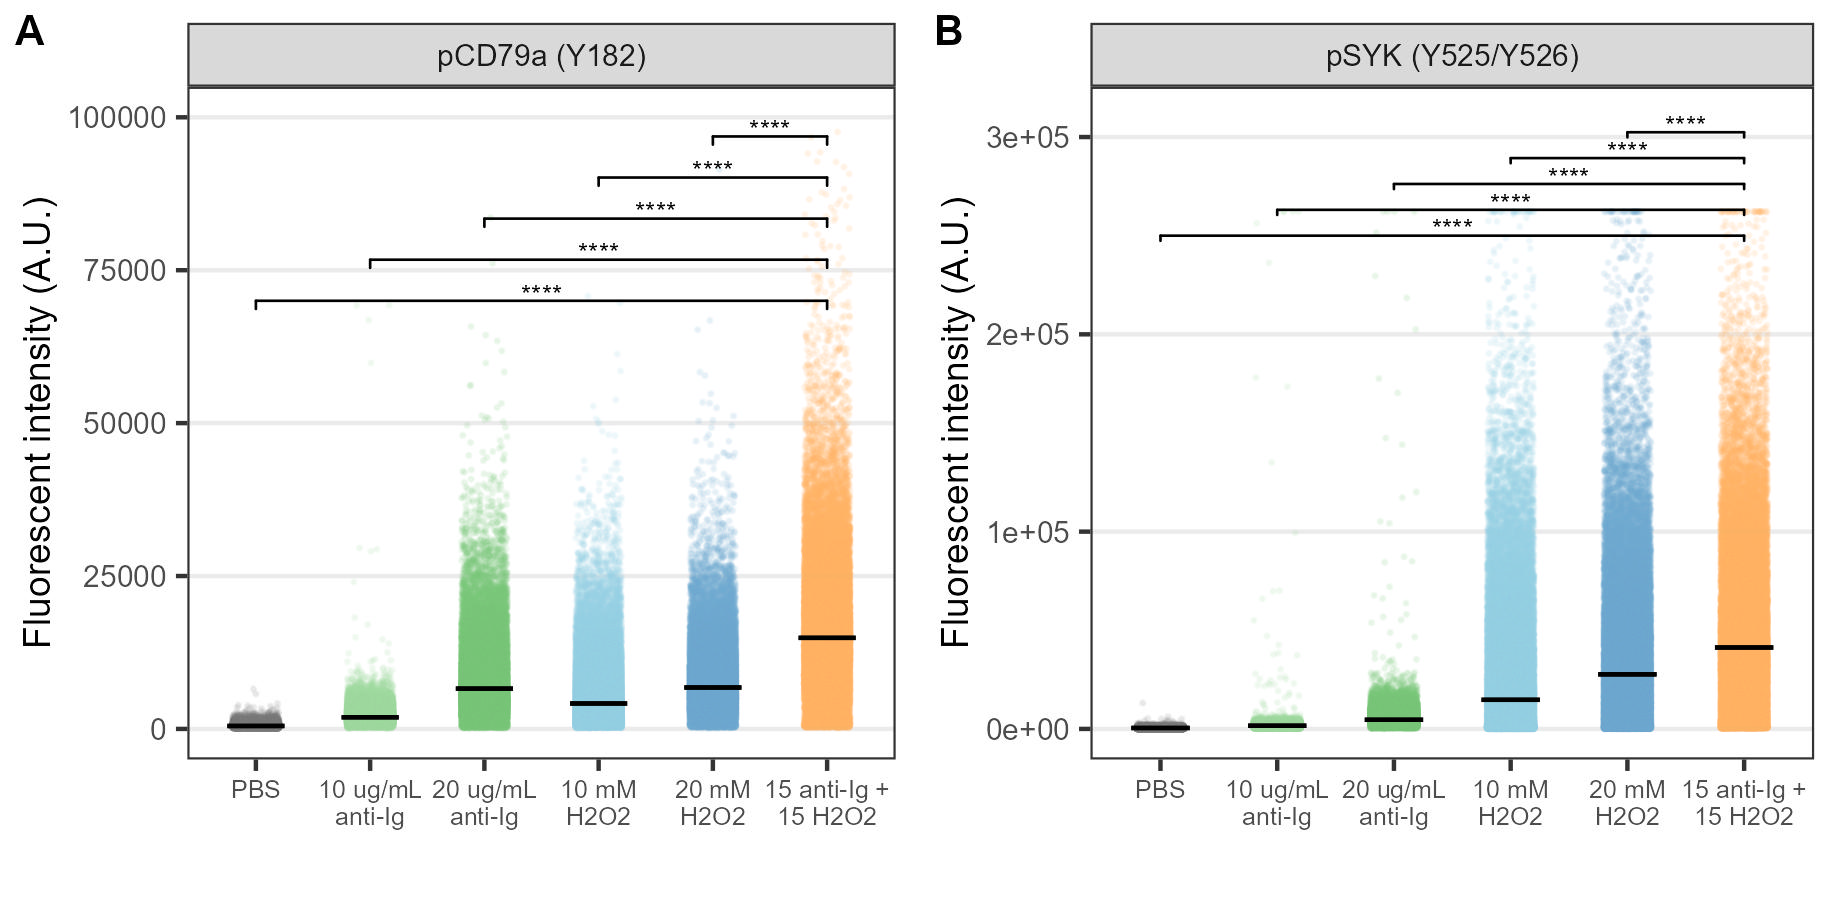 A
pCD79a (Y182)
Fluorescent intensity (A.U.)
100000
75000
50000
25000
0
****
****
****
****
****
PBS
10 ug/mL
anti-Ig
20 ug/mL
anti-Ig
10 mM
H2O2
20 mM
H2O2
15 anti-Ig +
15 H2O2
B
pSYK (Y525/Y526)
Fluorescent intensity (A.U.)
3e+05
2e+05
1e+05
0e+00
****
****
****
****
****
PBS
10 ug/mL
anti-Ig
20 ug/mL
anti-Ig
10 mM
H2O2
20 mM
H2O2
15 anti-Ig +
15 H2O2